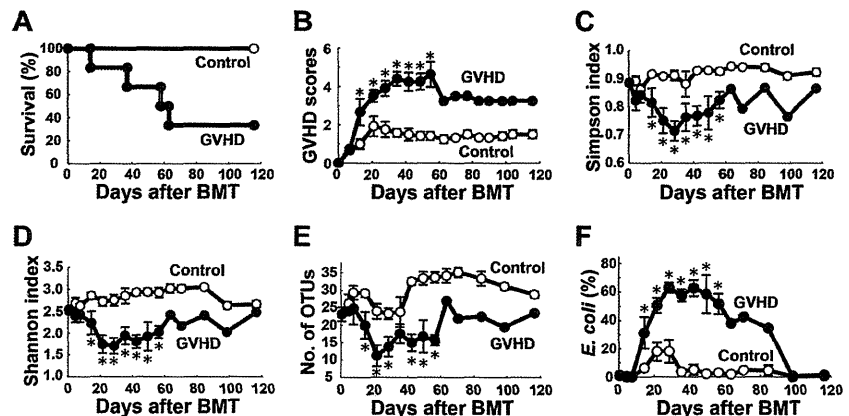 A
Survival (%)
100
80
60
40
20
0
Control
GVHD
0 20 40 60 80 100 120
Days after BMT
B
GVHD scores
6
4
2
0
* * * * * * *
GVHD
Control
0 20 40 60 80 100 120
Days after BMT
C
Simpson index
1.0
0.9
0.8
0.7
0.6
Control
GVHD
* * * * * * *
0 20 40 60 80 100 120
Days after BMT
D
Shannon index
3.5
3.0
2.5
2.0
1.5
1.0
Control
GVHD
* * * * * * *
0 20 40 60 80 100 120
Days after BMT
E
No. of OTUs
35
30
25
20
15
10
5
Control
GVHD
* * * * * *
0 20 40 60 80 100 120
Days after BMT
F
E. coli (%)
100
80
60
40
20
0
* * * * * * *
GVHD
Control
0 20 40 60 80 100 120
Days after BMT